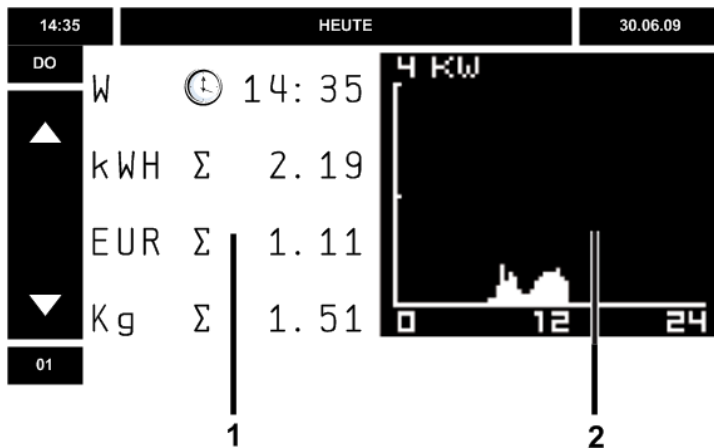 14:35 HEUTE 30.06.09
DO
W 14:35
kWH Σ 2.19
EUR Σ 1.11
Kg Σ 1.51
01
4 KW
0 12 24
1 2